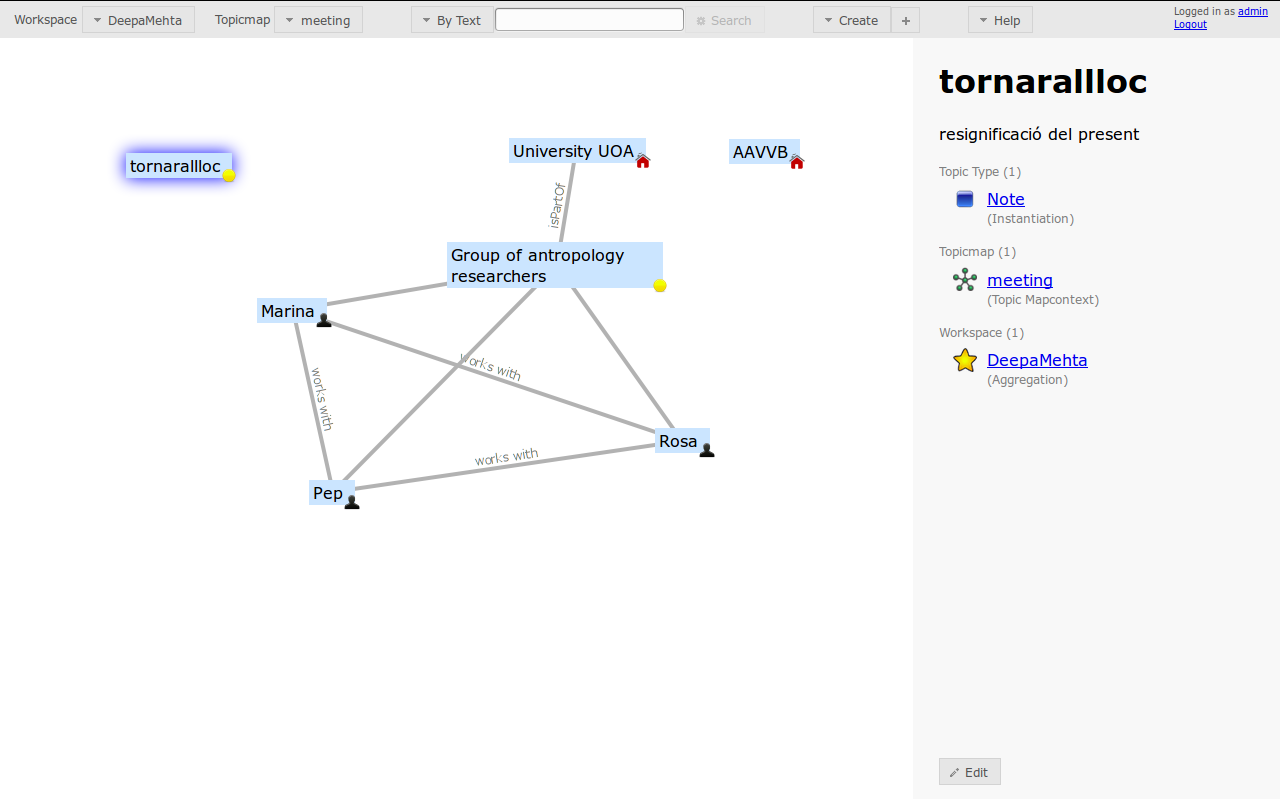 Workspace DeepaMehta Topicmap meeting By Text Search Create + Help
Logged in as admin
Logout
tornarallloc
University UOA
AAVVB
isPartOf
Group of antropology
researchers
Marina
works with
works with
Rosa
works with
Pep
tornarallloc
resignificació del present
Topic Type (1)
Note
(Instantiation)
Topicmap (1)
meeting
(Topic Mapcontext)
Workspace (1)
DeepaMehta
(Aggregation)
Edit